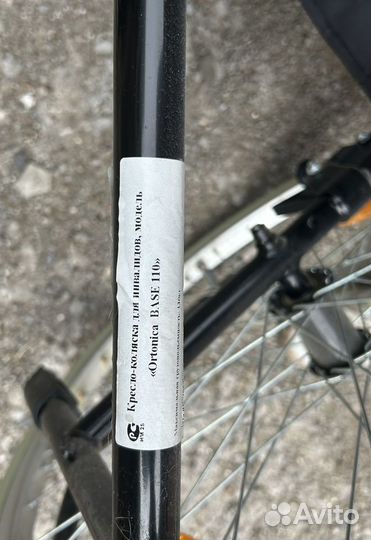 Кресло-коляска для инвалидов, модель
«Ortonica BASE 110»
Avito